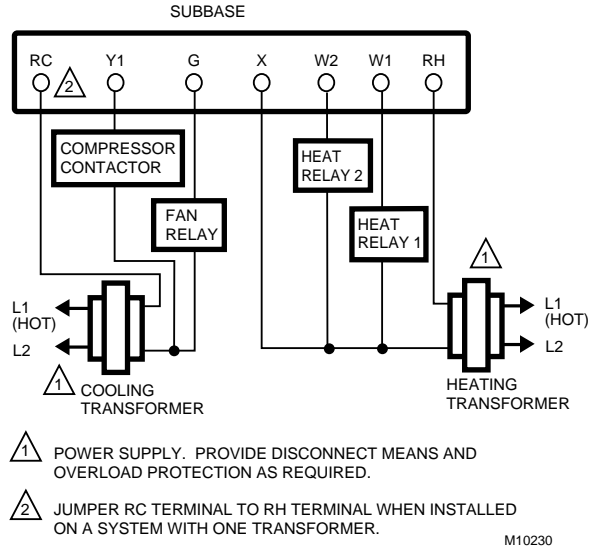 SUBBASE
RC Y1 G X W2 W1 RH
2
COMPRESSOR
CONTACTOR
HEAT
RELAY 2
FAN
RELAY
HEAT
RELAY 1
1
L1
(HOT)
L2
L1
(HOT)
L2
1
COOLING
TRANSFORMER
HEATING
TRANSFORMER
1 POWER SUPPLY. PROVIDE DISCONNECT MEANS AND
OVERLOAD PROTECTION AS REQUIRED.
2 JUMPER RC TERMINAL TO RH TERMINAL WHEN INSTALLED
ON A SYSTEM WITH ONE TRANSFORMER.
M10230